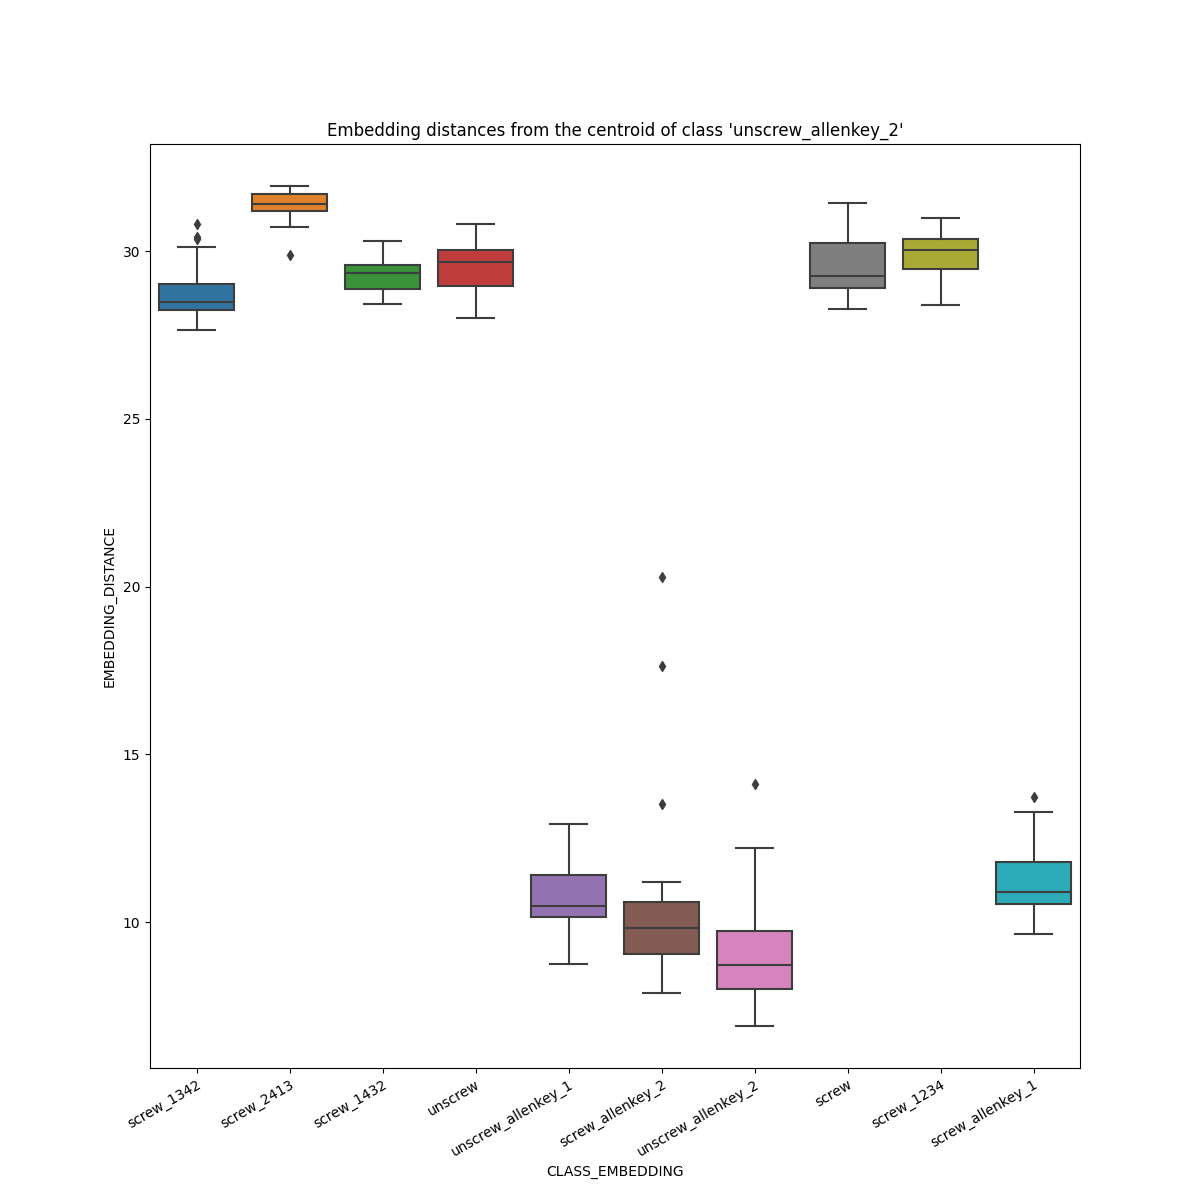 Embedding distances from the centroid of class 'unscrew_allenkey_2'
30
25
20
15
10
EMBEDDING_DISTANCE
screw_1342
screw_2413
screw_1432
unscrew
unscrew_allenkey_1
screw_allenkey_2
unscrew_allenkey_2
screw
screw_1234
screw_allenkey_1
CLASS_EMBEDDING